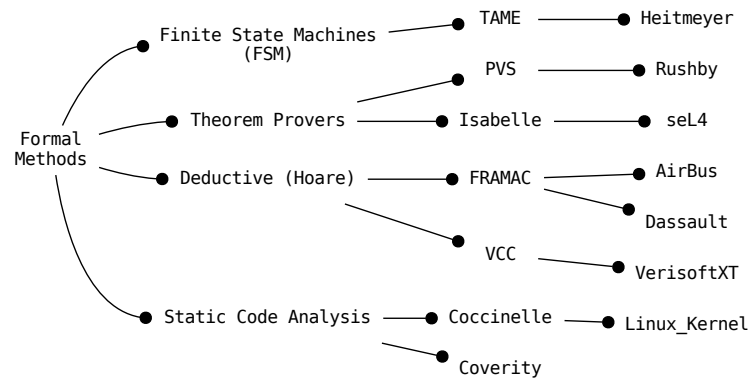 Formal
Methods
Finite State Machines
(FSM)
TAME
Heitmeyer
Theorem Provers
PVS
Rushby
Isabelle
seL4
Deductive (Hoare)
FRAMAC
AirBus
Dassault
VCC
VerisoftXT
Static Code Analysis
Coccinelle
Linux_Kernel
Coverity